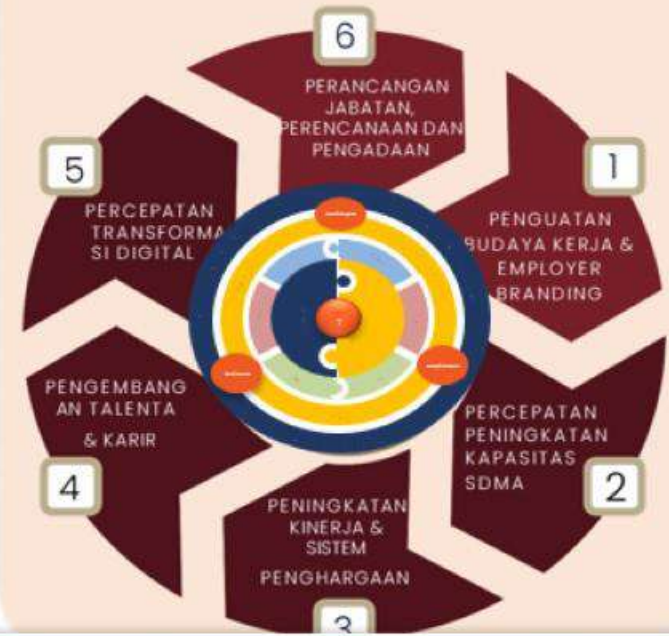 6
PERANCANGAN
JABATAN,
PERENCANAAN DAN
PENGADAAN
1
PENGUATAN
BUDAYA KERJA &
EMPLOYER
BRANDING
2
PERCEPATAN
PENINGKATAN
KAPASITAS
SDMA
3
PENINGKATAN
KINERJA &
SISTEM
PENGHARGAAN
4
PENGEMBANG
AN TALENTA
& KARIR
5
PERCEPATAN
TRANSFORMA
SI DIGITAL